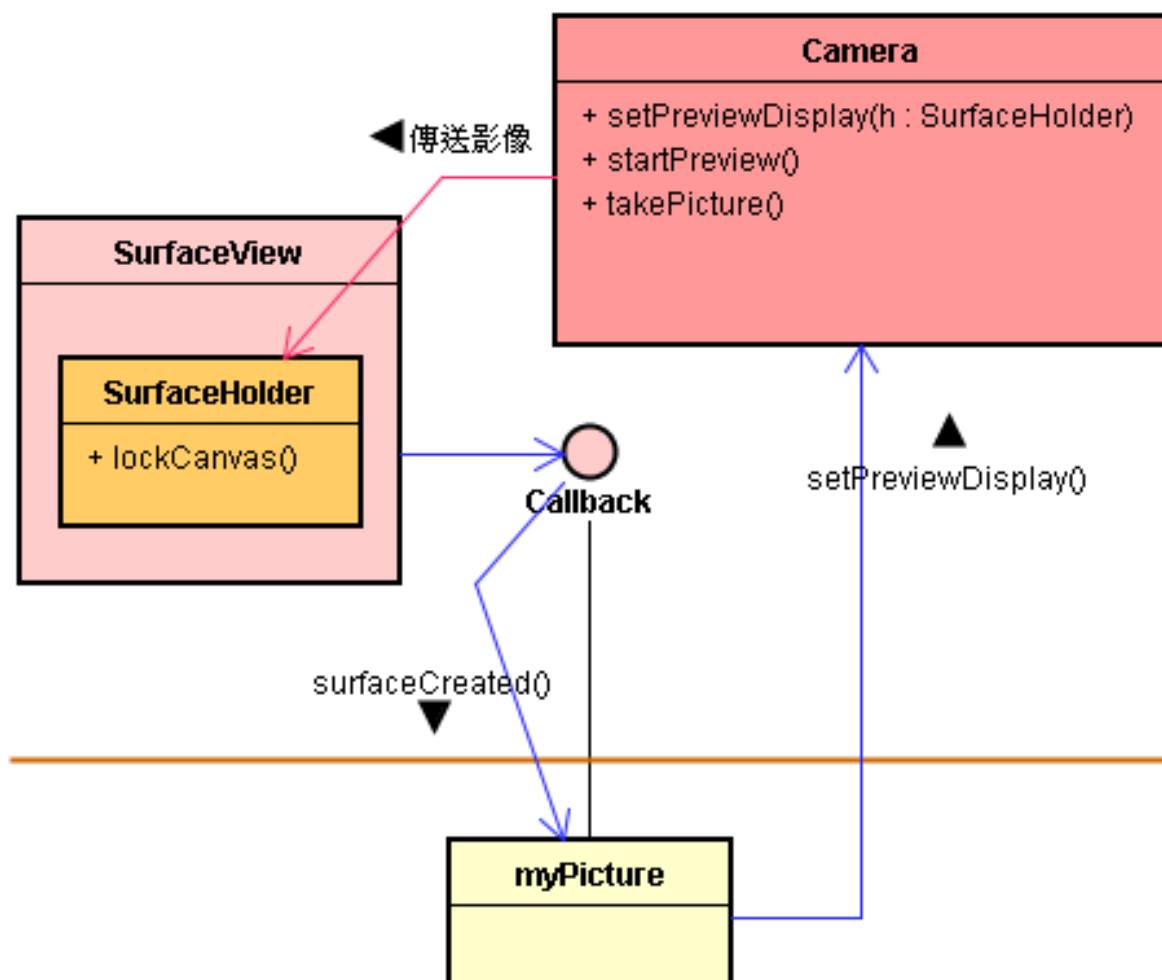 Camera
+ setPreviewDisplay(h : SurfaceHolder)
+ startPreview()
+ takePicture()
傳送影像
SurfaceView
SurfaceHolder
+ lockCanvas()
Callback
setPreviewDisplay()
surfaceCreated()
myPicture